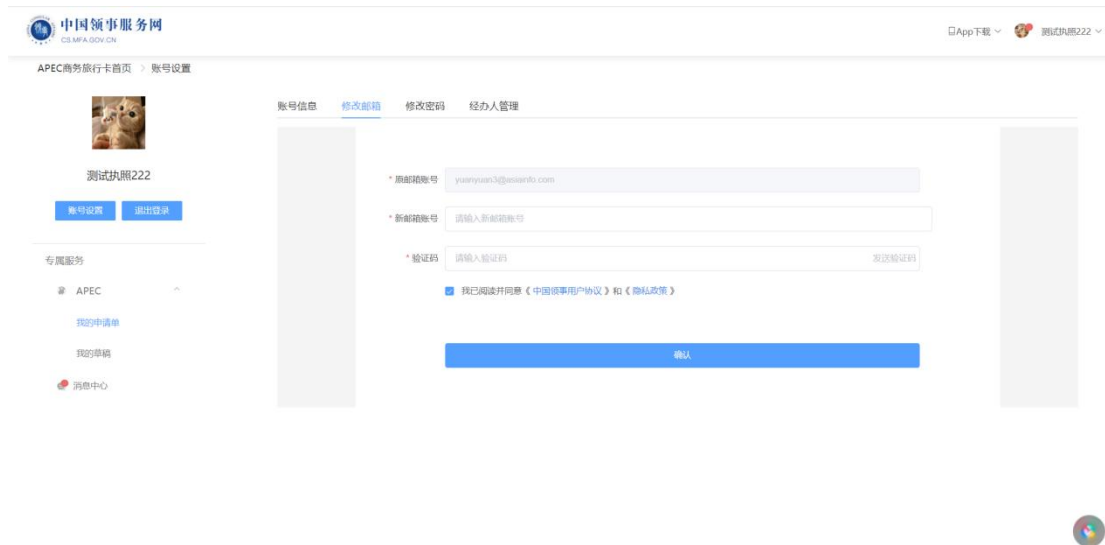 中国领事服务网
CS.MFA.GOV.CN
App下载
测试执照222
APEC商务旅行卡首页 > 账号设置
测试执照222
账号设置 退出登录
专属服务
APEC
我的申请单
我的草稿
消息中心
账号信息 修改邮箱 修改密码 经办人管理
* 原邮箱账号 yuanyuan3@asiainfo.com
* 新邮箱账号 请输入新邮箱账号
* 验证码 请输入验证码 发送验证码
我已阅读并同意《 中国领事用户协议 》和《 隐私政策 》
确认